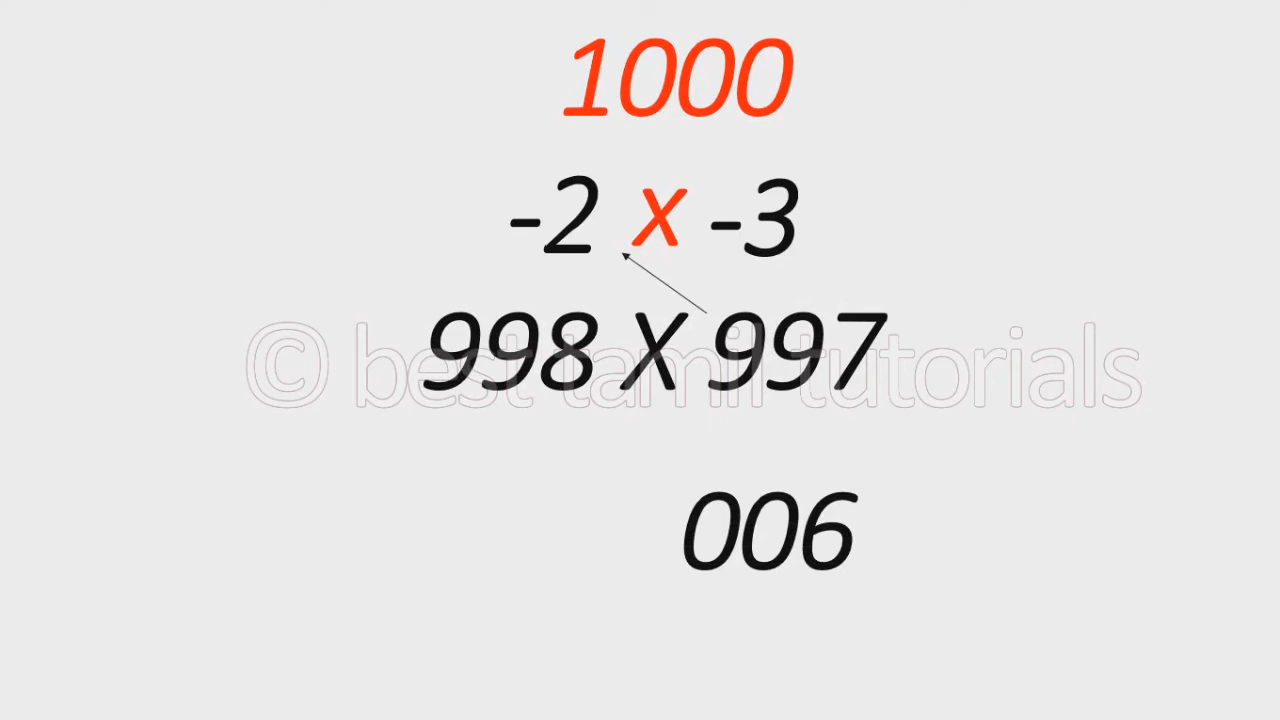 1000
-2 x -3
998 X 997
© best tamil tutorials
006